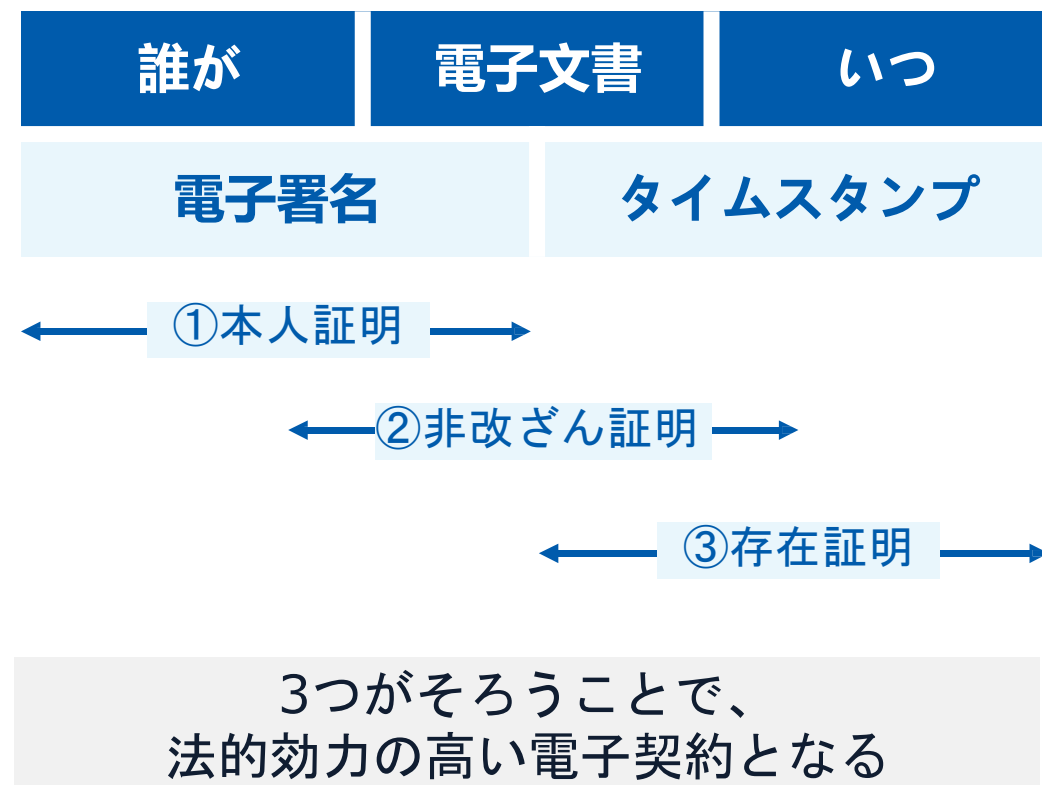 誰が
電子文書
いつ
電子署名
タイムスタンプ
①本人証明
②非改ざん証明
③存在証明
3つがそろうことで、
法的効力の高い電子契約となる